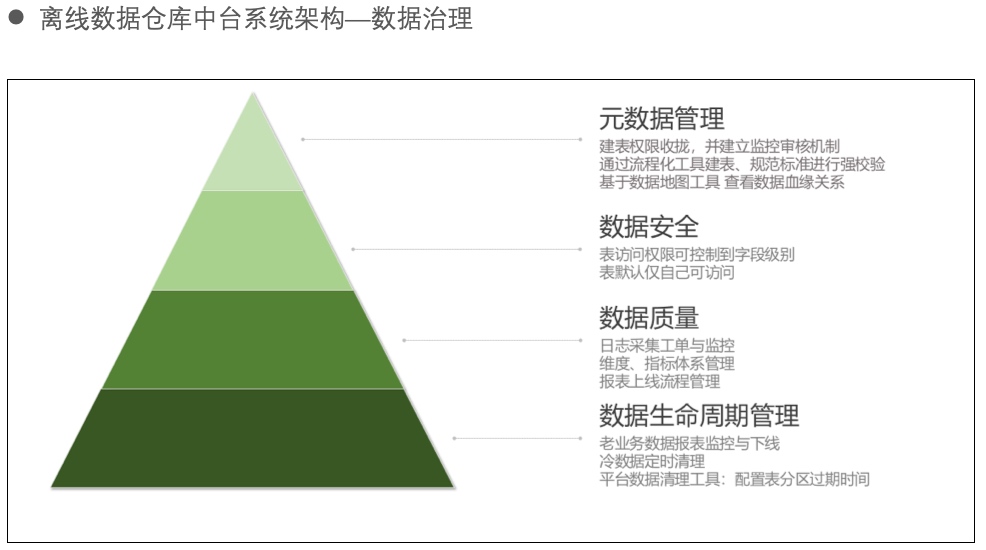 离线数据仓库中台系统架构—数据治理
元数据管理
建表权限收拢，并建立监控审核机制
通过流程化工具建表、规范标准进行强校验
基于数据地图工具 查看数据血缘关系
数据安全
表访问权限可控制到字段级别
表默认仅自己可访问
数据质量
日志采集工单与监控
维度、指标体系管理
报表上线流程管理
数据生命周期管理
老业务数据报表监控与下线
冷数据定时清理
平台数据清理工具：配置表分区过期时间